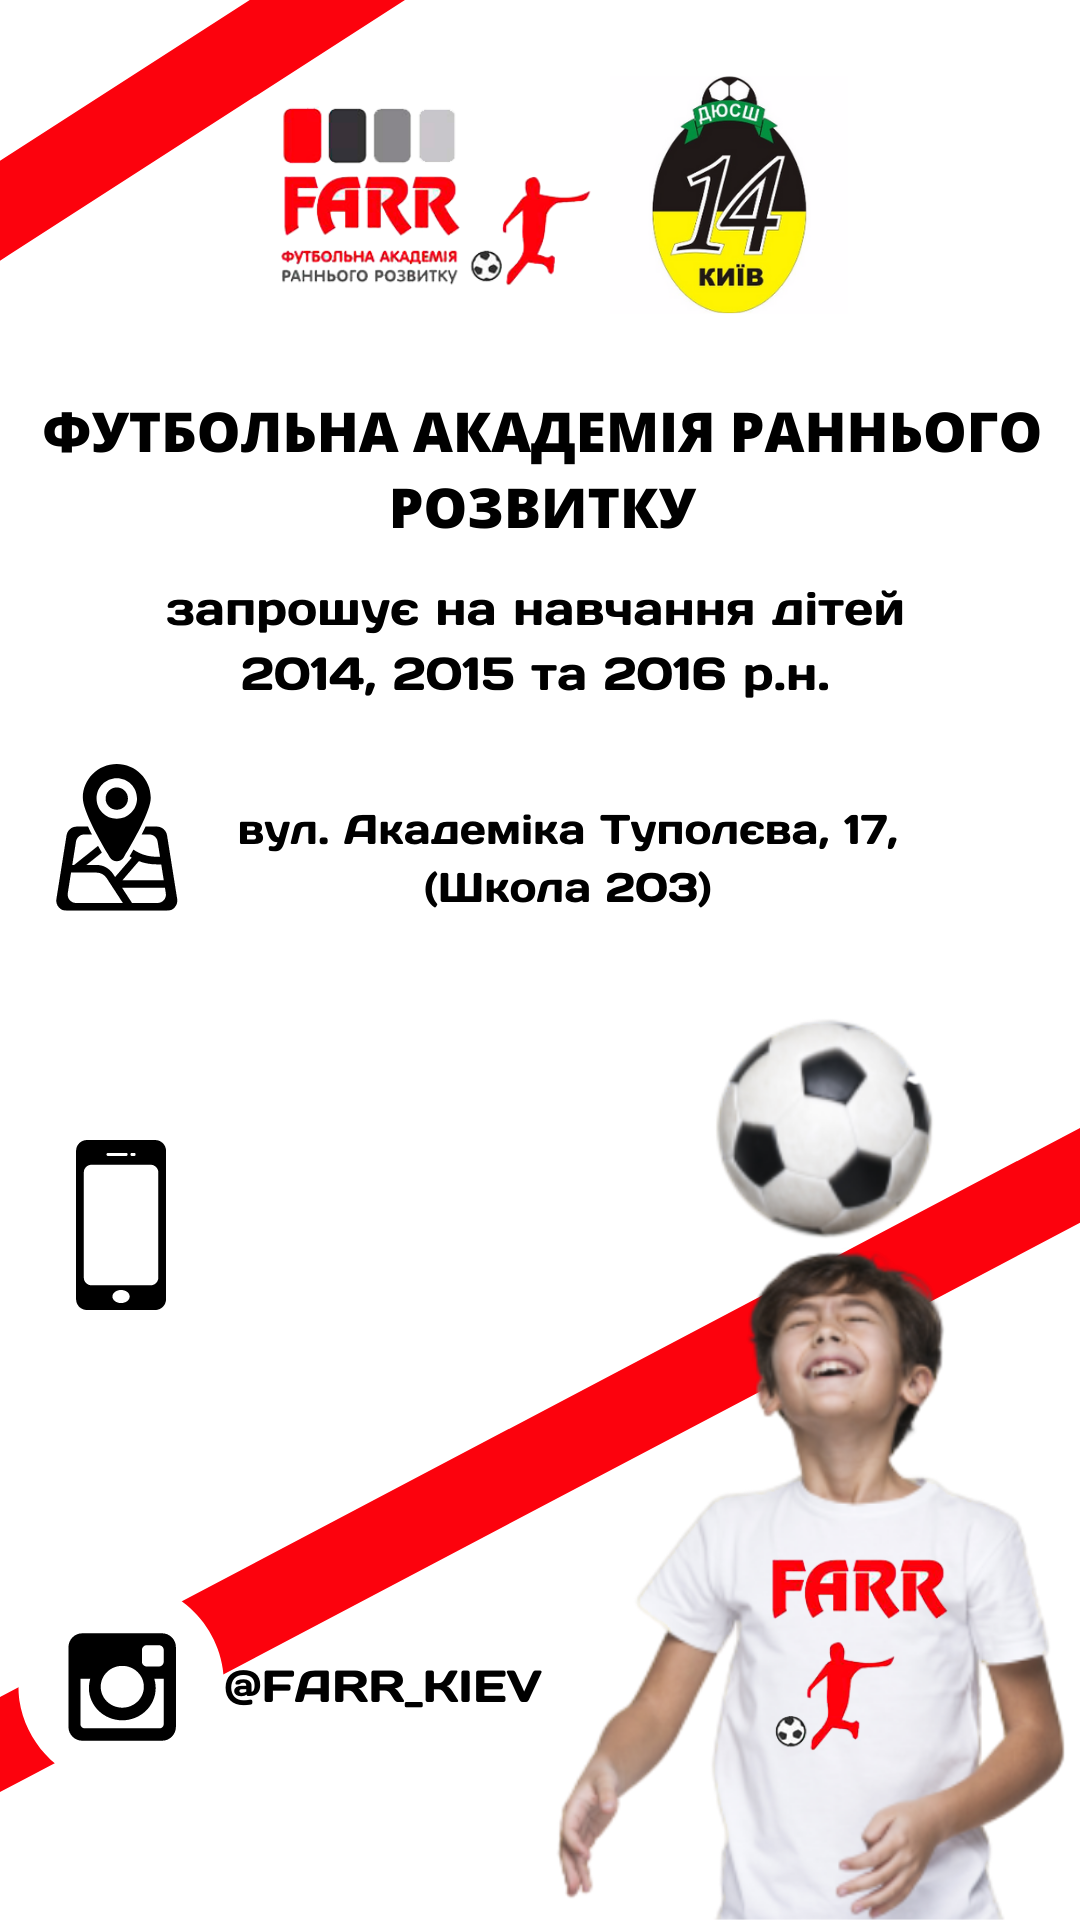 FARR
ФУТБОЛЬНА АКАДЕМІЯ
РАННЬОГО РОЗВИТКУ
ДЮСШ
14
КИЇВ
ФУТБОЛЬНА АКАДЕМІЯ РАННЬОГО
РОЗВИТКУ
запрошує на навчання дітей
2014, 2015 та 2016 р.н.
вул. Академіка Туполєва, 17,
(Школа 203)
FARR
@FARR_KIEV